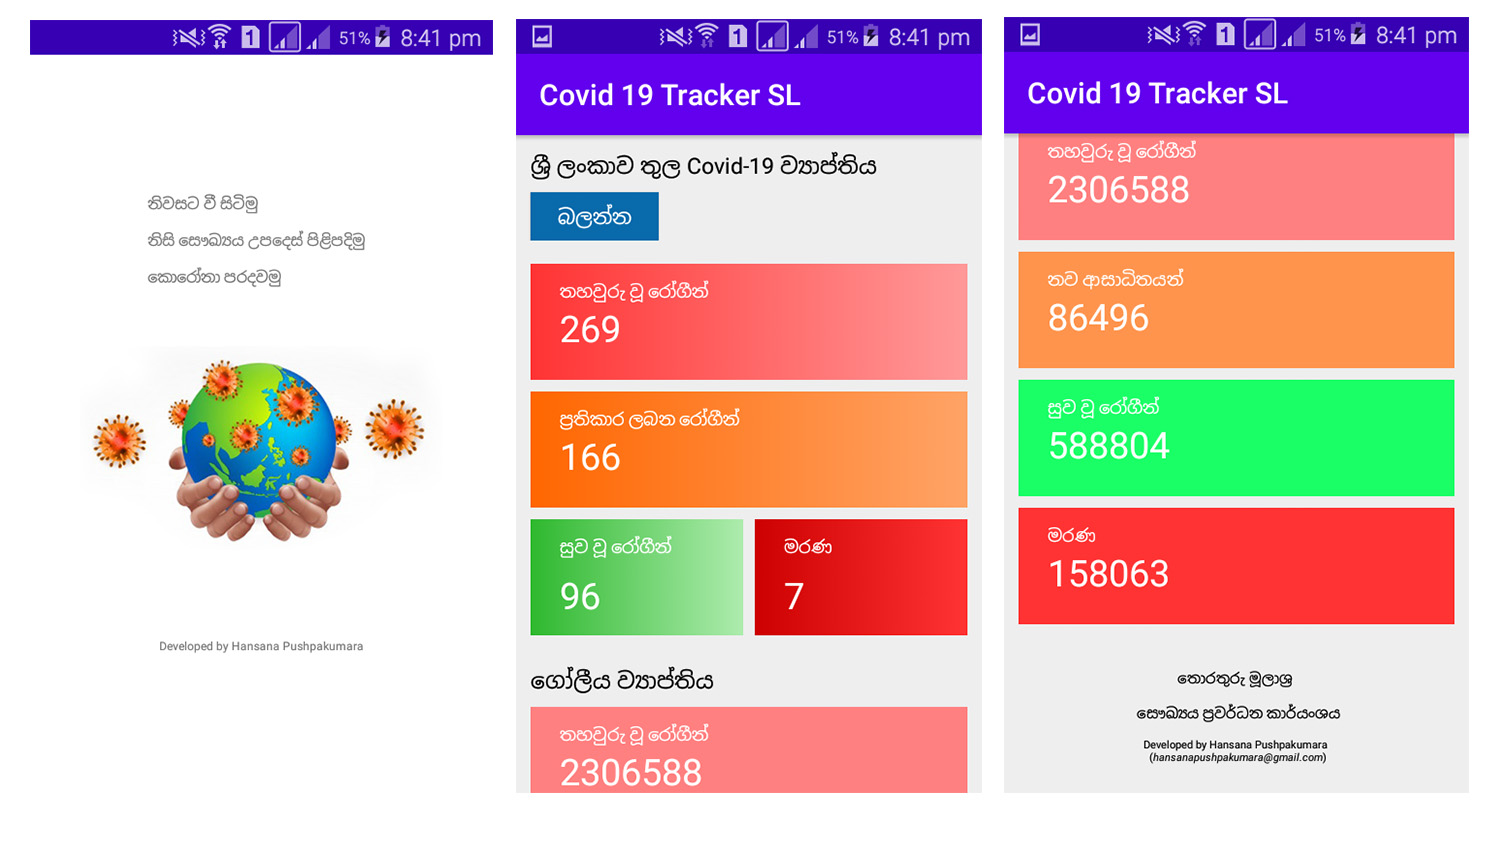 1
51%
8:41 pm
නිවසට වී සිටිමු
නිසි සෞඛ්‍යය උපදෙස් පිළිපදිමු
කොරෝනා පරදවමු
Developed by Hansana Pushpakumara
1
51%
8:41 pm
Covid 19 Tracker SL
ශ්‍රී ලංකාව තුල Covid-19 ව්‍යාප්තිය
බලන්න
තහවුරු වූ රෝගීන්
269
ප්‍රතිකාර ලබන රෝගීන්
166
සුව වූ රෝගීන්
96
මරණ
7
ගෝලීය ව්‍යාප්තිය
තහවුරු වූ රෝගීන්
2306588
1
51%
8:41 pm
Covid 19 Tracker SL
තහවුරු වූ රෝගීන්
2306588
නව ආසාධිතයන්
86496
සුව වූ රෝගීන්
588804
මරණ
158063
තොරතුරු මූලාශ්‍ර
සෞඛ්‍යය ප්‍රවර්ධන කාර්යංශය
Developed by Hansana Pushpakumara
(hansanapushpakumara@gmail.com)